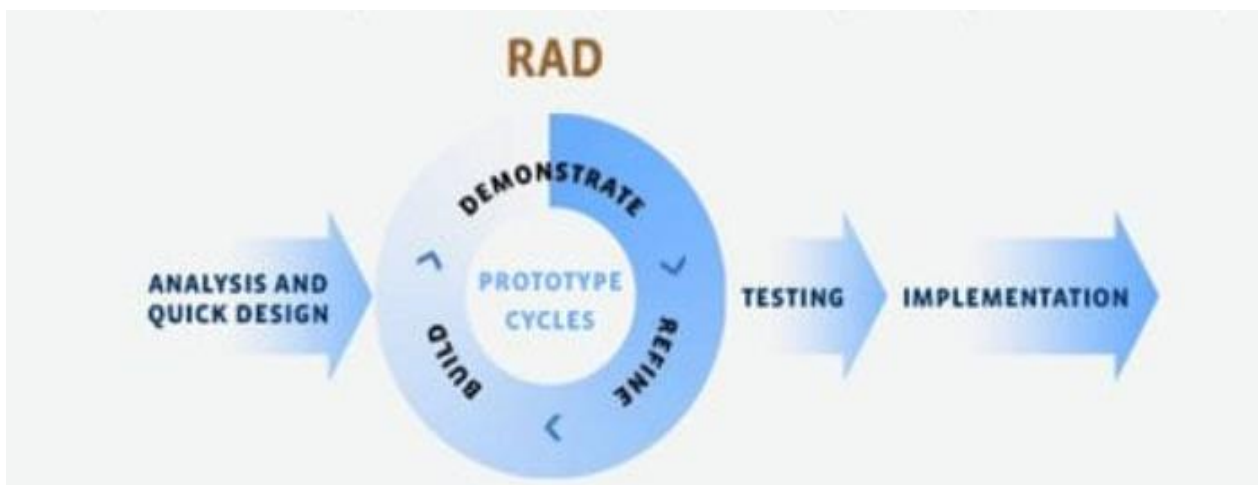 RAD
ANALYSIS AND
QUICK DESIGN
DEMONSTRATE
REFINE
BUILD
PROTOTYPE
CYCLES
TESTING
IMPLEMENTATION